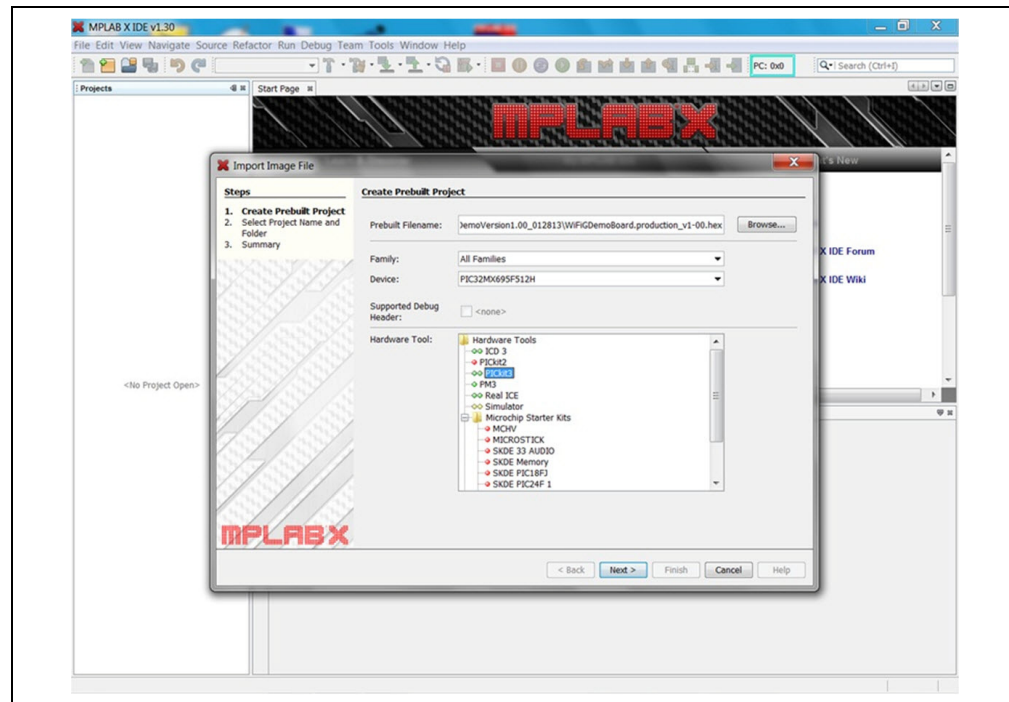 MPLAB X IDE v1.30
File Edit View Navigate Source Refactor Run Debug Team Tools Window Help
PC: 0x0
Search (Ctrl+I)
Projects
Start Page
MPLAB X
t's New
Import Image File
Steps
1. Create Prebuilt Project
2. Select Project Name and
Folder
3. Summary
Create Prebuilt Project
Prebuilt Filename:
DemoVersion1.00_012813\WiFiGDemoBoard.production_v1-00.hex
Browse...
Family:
All Families
Device:
PIC32MX695F512H
Supported Debug
Header:
<none>
Hardware Tool:
Hardware Tools
ICD 3
PICkit2
PICkit3
PM3
Real ICE
Simulator
Microchip Starter Kits
MCHV
MICROSTICK
SKDE 33 AUDIO
SKDE Memory
SKDE PIC18FJ
SKDE PIC24F 1
X IDE Forum
X IDE Wiki
<No Project Open>
MPLAB X
< Back
Next >
Finish
Cancel
Help